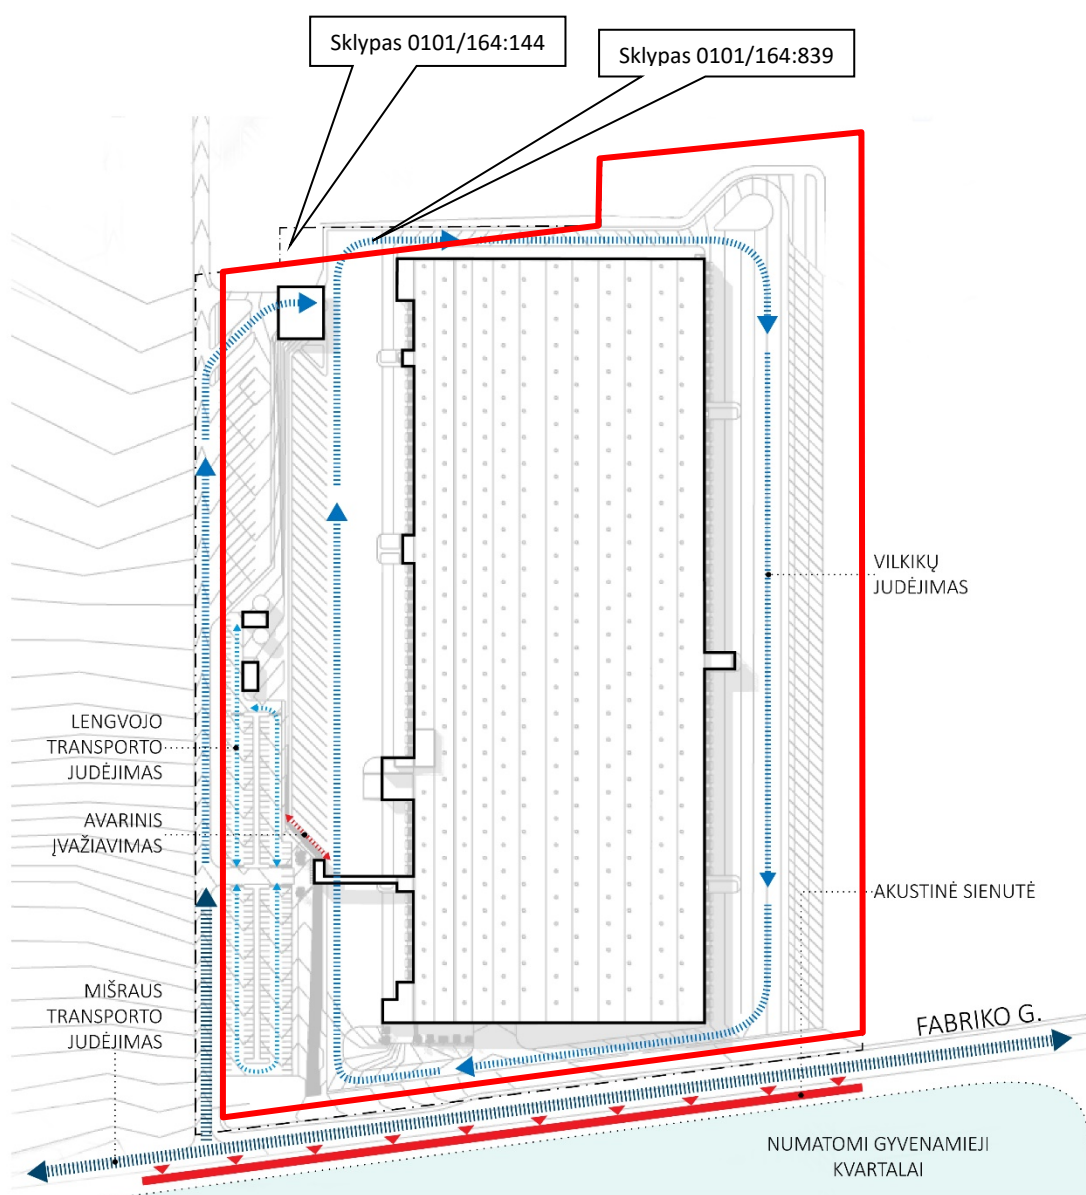 Sklypas 0101/164:144
Sklypas 0101/164:839
VILKIKŲ
JUDĖJIMAS
LENGVOJO
TRANSPORTO
JUDĖJIMAS
AVARINIS
ĮVAŽIAVIMAS
AKUSTINĖ SIENUTĖ
MIŠRAUS
TRANSPORTO
JUDĖJIMAS
FABRIKO G.
NUMATOMI GYVENAMIEJI
KVARTALAI